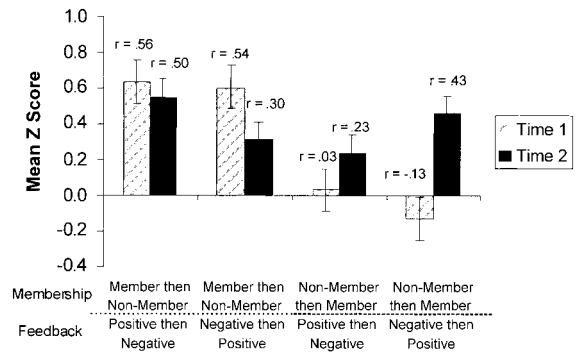 1.0
0.8
0.6
0.4
0.2
0.0
-0.2
-0.4
Mean Z Score
r = .56
r = .50
r = .54
r = .30
r = .03
r = .23
r = -.13
r = .43
Time 1
Time 2
Membership
Member then
Non-Member
Member then
Non-Member
Non-Member
then Member
Non-Member
then Member
Feedback
Positive then
Negative
Negative then
Positive
Positive then
Negative
Negative then
Positive